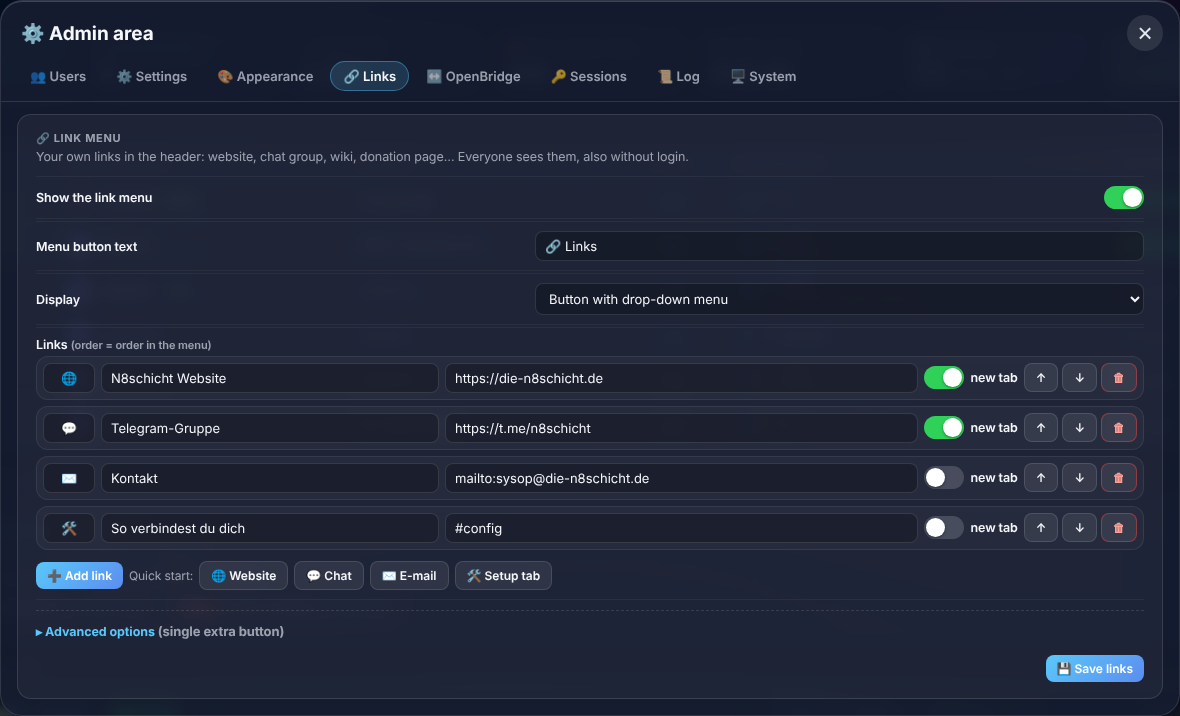 ⚙️ Admin area ✕
👥 Users ⚙️ Settings 🎨 Appearance 🔗 Links ↔️ OpenBridge 🔑 Sessions 📜 Log 🖥️ System
🔗 LINK MENU
Your own links in the header: website, chat group, wiki, donation page... Everyone sees them, also without login.
Show the link menu
Menu button text 🔗 Links
Display Button with drop-down menu
Links (order = order in the menu)
🌐 N8schicht Website https://die-n8schicht.de new tab ↑ ↓ 🗑
💬 Telegram-Gruppe https://t.me/n8schicht new tab ↑ ↓ 🗑
✉️ Kontakt mailto:sysop@die-n8schicht.de new tab ↑ ↓ 🗑
🛠️ So verbindest du dich #config new tab ↑ ↓ 🗑
➕ Add link Quick start: 🌐 Website 💬 Chat ✉️ E-mail 🛠️ Setup tab
▸ Advanced options (single extra button)
💾 Save links